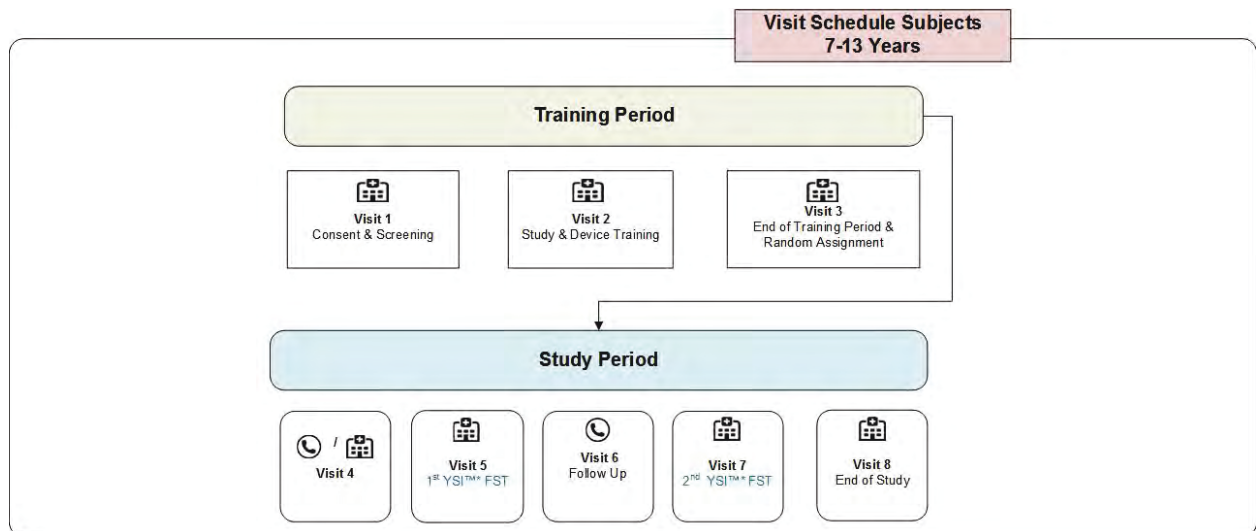 Visit Schedule Subjects
7-13 Years
Training Period
Visit 1
Consent & Screening
Visit 2
Study & Device Training
Visit 3
End of Training Period &
Random Assignment
Study Period
/
Visit 4
Visit 5
1st YSI™* FST
Visit 6
Follow Up
Visit 7
2nd YSI™* FST
Visit 8
End of Study